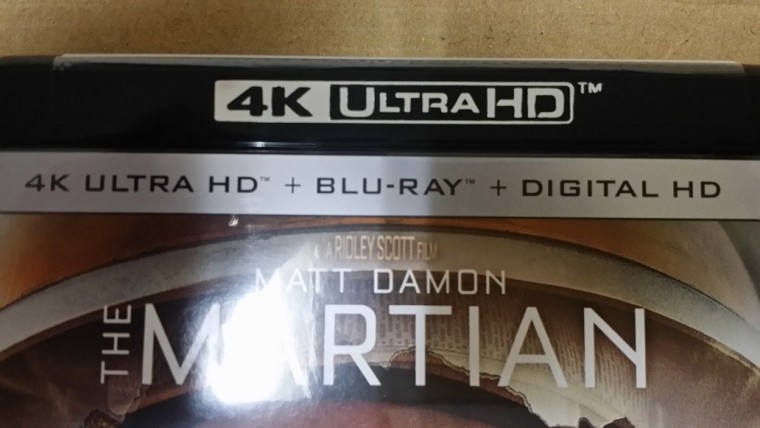 4K ULTRA HD™
4K ULTRA HD™ + BLU-RAY™ + DIGITAL HD
A RIDLEY SCOTT FILM
MATT DAMON
THE MARTIAN